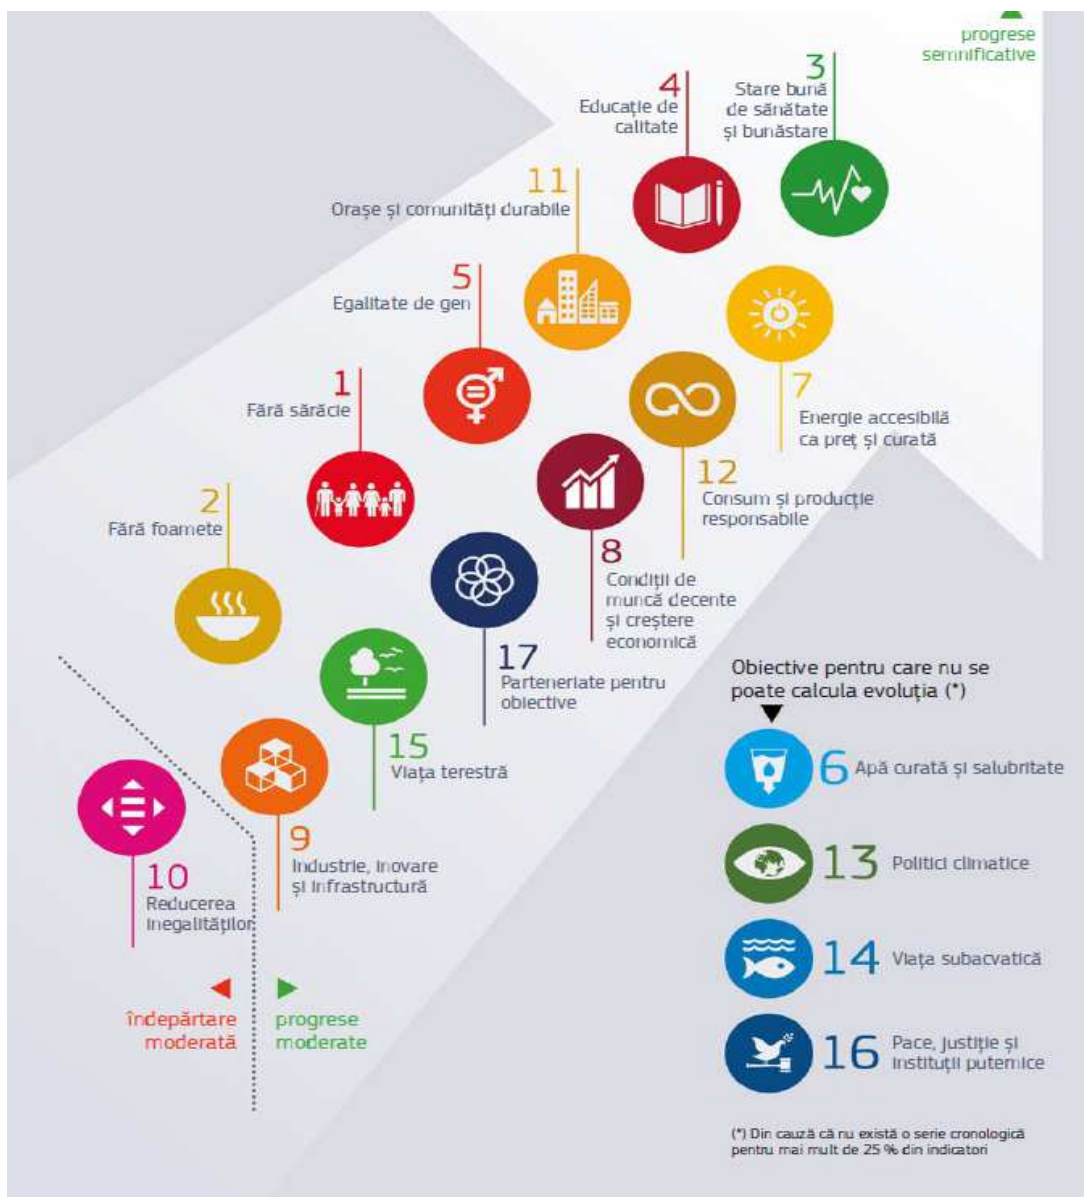 progrese
semnificative
3
Stare bună
de sănătate
și bunăstare
4
Educație de
calitate
11
Orașe și comunități durabile
5
Egalitate de gen
7
Energie accesibilă
ca preț și curată
1
Fără sărăcie
12
Consum și producție
responsabile
2
Fără foamete
8
Condiții de
muncă decente
și creștere
economică
17
Parteneriate pentru
obiective
15
Viața terestră
9
Industrie, inovare
și infrastructură
10
Reducerea
inegalităților
îndepărtare
moderată
progrese
moderate
Obiective pentru care nu se
poate calcula evoluția (*)
6 Apă curată și salubritate
13 Politici climatice
14 Viața subacvatică
16 Pace, justiție și
instituții puternice
(*) Din cauză că nu există o serie cronologică
pentru mai mult de 25 % din indicatori